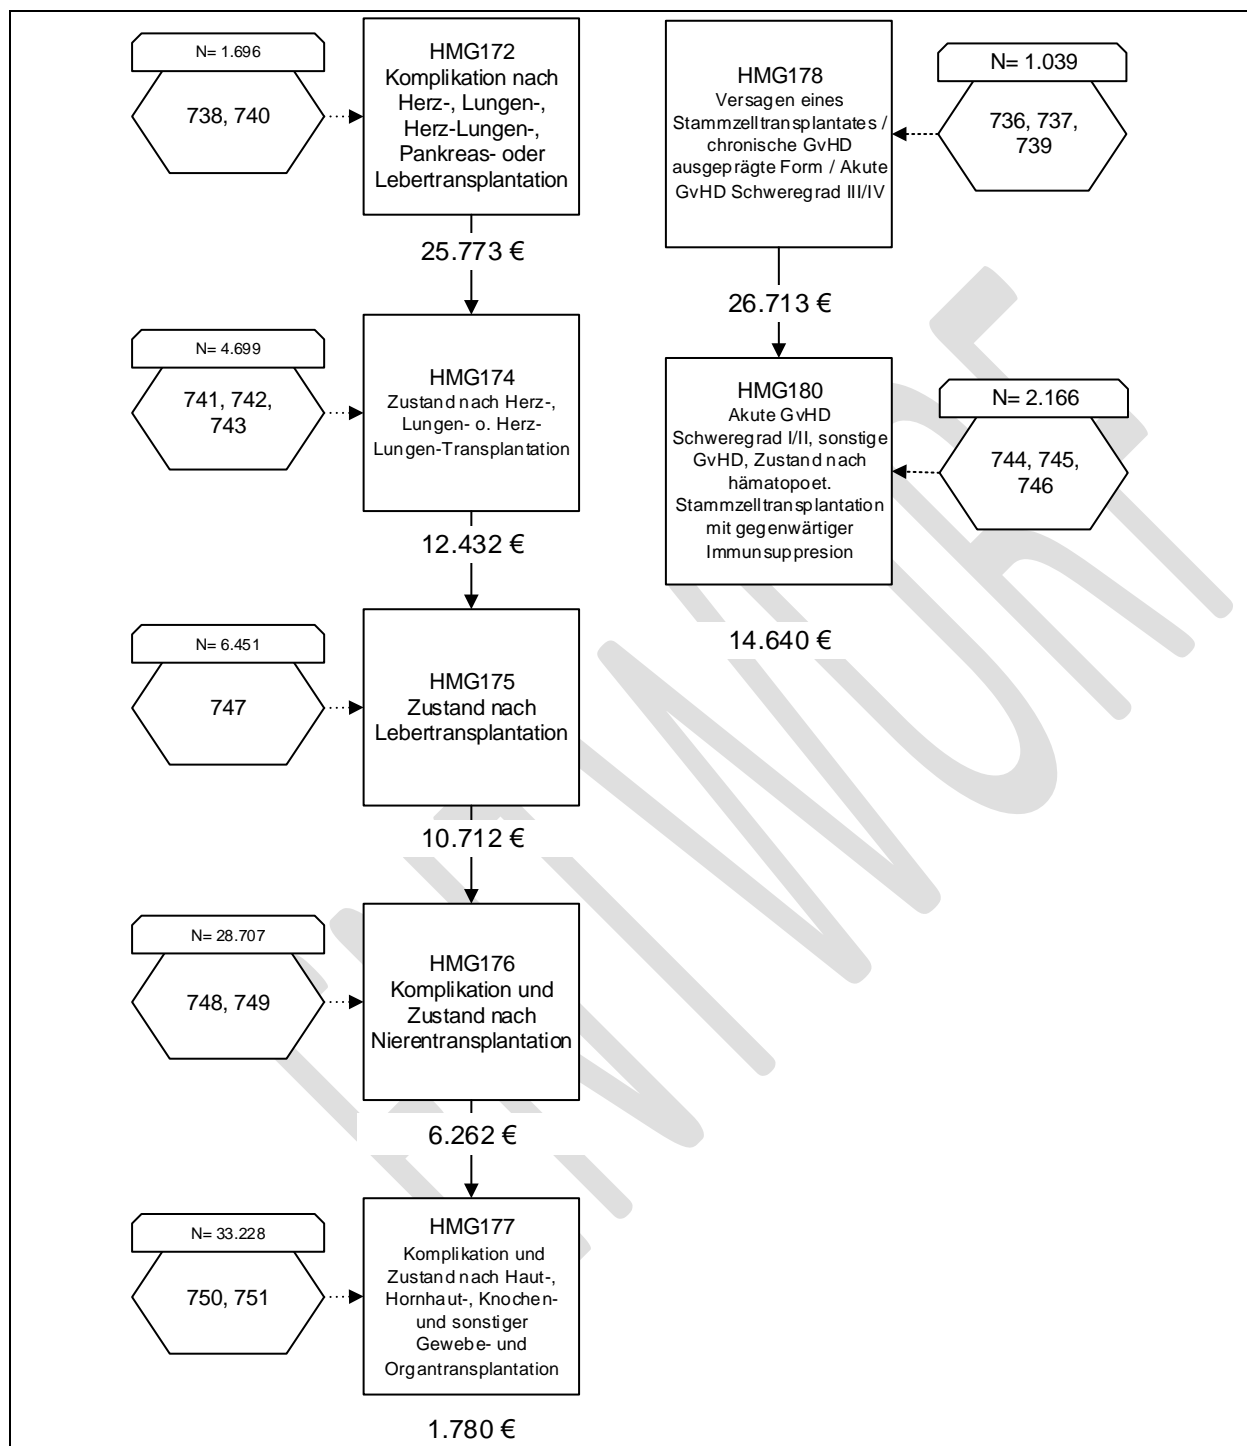 N= 1.696
738, 740
HMG172
Komplikation nach
Herz-, Lungen-,
Herz-Lungen-,
Pankreas- oder
Lebertransplantation
25.773 €
N= 4.699
741, 742,
743
HMG174
Zustand nach Herz-,
Lungen- o. Herz-
Lungen-Transplantation
12.432 €
N= 6.451
747
HMG175
Zustand nach
Lebertransplantation
10.712 €
N= 28.707
748, 749
HMG176
Komplikation und
Zustand nach
Nierentransplantation
6.262 €
N= 33.228
750, 751
HMG177
Komplikation und
Zustand nach Haut-,
Hornhaut-, Knochen-
und sonstiger
Gewebe- und
Organtransplantation
1.780 €
HMG178
Versagen eines
Stammzelltransplantates /
chronische GvHD
ausgeprägte Form / Akute
GvHD Schweregrad III/IV
N= 1.039
736, 737,
739
26.713 €
HMG180
Akute GvHD
Schweregrad I/II, sonstige
GvHD, Zustand nach
hämatopoet.
Stammzelltransplantation
mit gegenwärtiger
Immunsuppresion
N= 2.166
744, 745,
746
14.640 €
ENTWURF